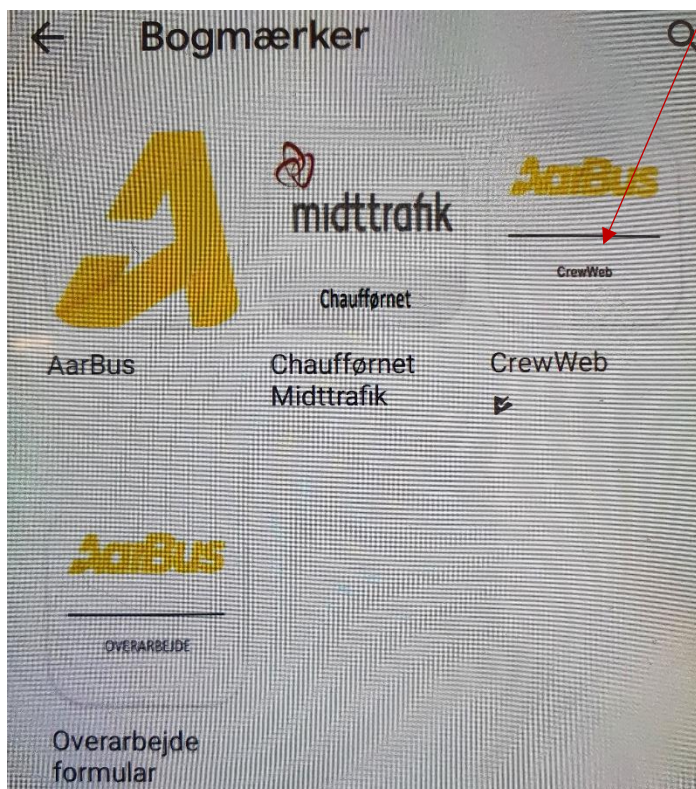 Bogmærker
AarBus
midttrafik
Chaufførnet
CrewWeb
AarBus
Chaufførnet
Midttrafik
CrewWeb
AarBus
OVERARBEJDE
Overarbejde
formular